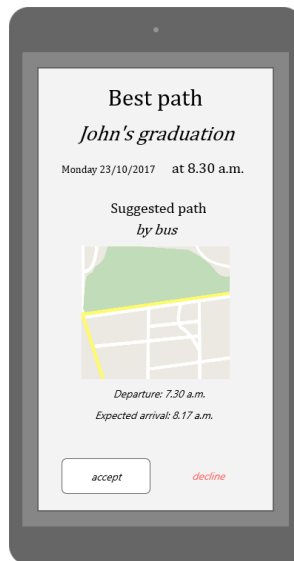 Best path
John's graduation
Monday 23/10/2017 at 8.30 a.m.
Suggested path
by bus
Departure: 7.30 a.m.
Expected arrival: 8.17 a.m.
accept decline